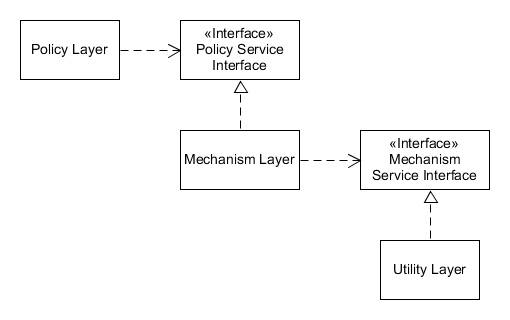 Policy Layer
«Interface»
Policy Service
Interface
Mechanism Layer
«Interface»
Mechanism
Service Interface
Utility Layer